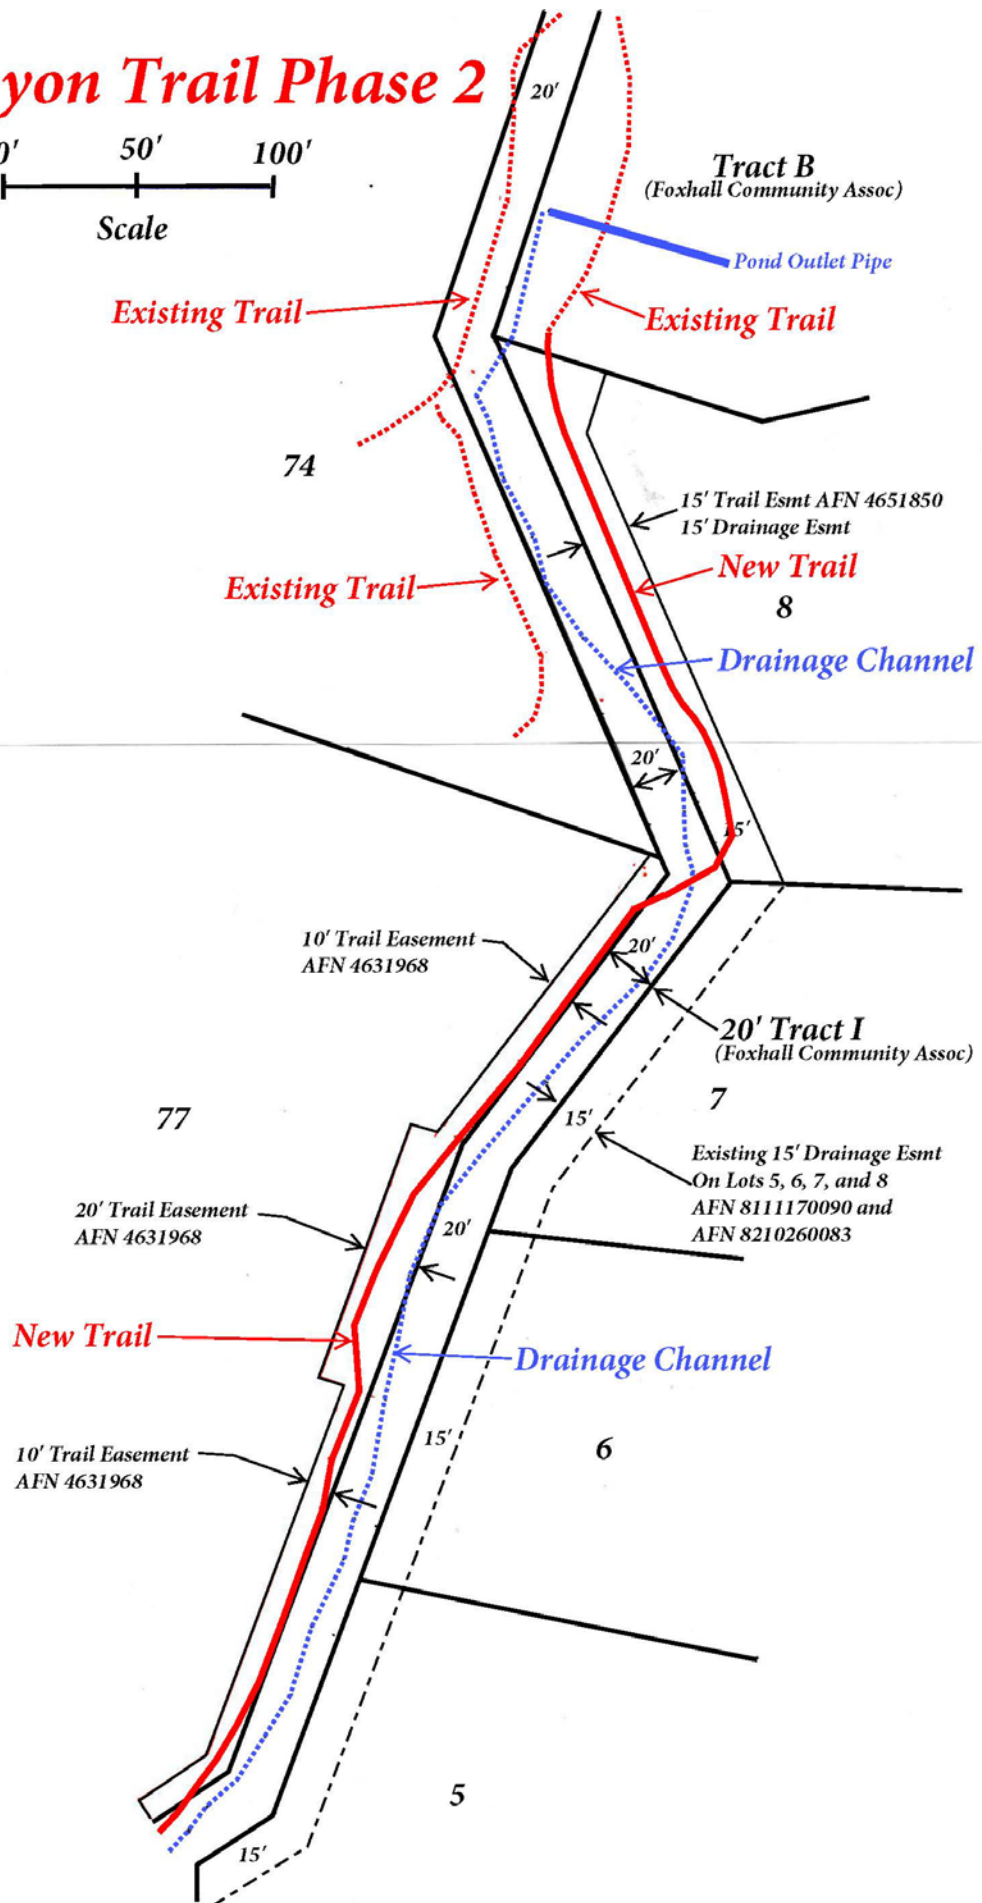 yon Trail Phase 2
0' 50' 100'
Scale
20'
Tract B
(Foxhall Community Assoc)
Pond Outlet Pipe
Existing Trail
Existing Trail
74
15' Trail Esmt AFN 4651850
15' Drainage Esmt
New Trail
Existing Trail
8
Drainage Channel
20'
15'
10' Trail Easement
AFN 4631968
20'
20' Tract I
(Foxhall Community Assoc)
7
77
15'
Existing 15' Drainage Esmt
On Lots 5, 6, 7, and 8
AFN 8111170090 and
AFN 8210260083
20' Trail Easement
AFN 4631968
20'
New Trail
Drainage Channel
15'
6
10' Trail Easement
AFN 4631968
5
15'